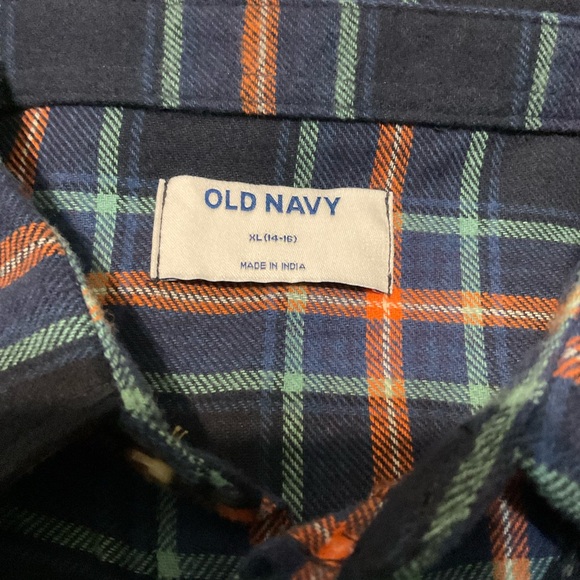 OLD NAVY
XL (14-16)
MADE IN INDIA